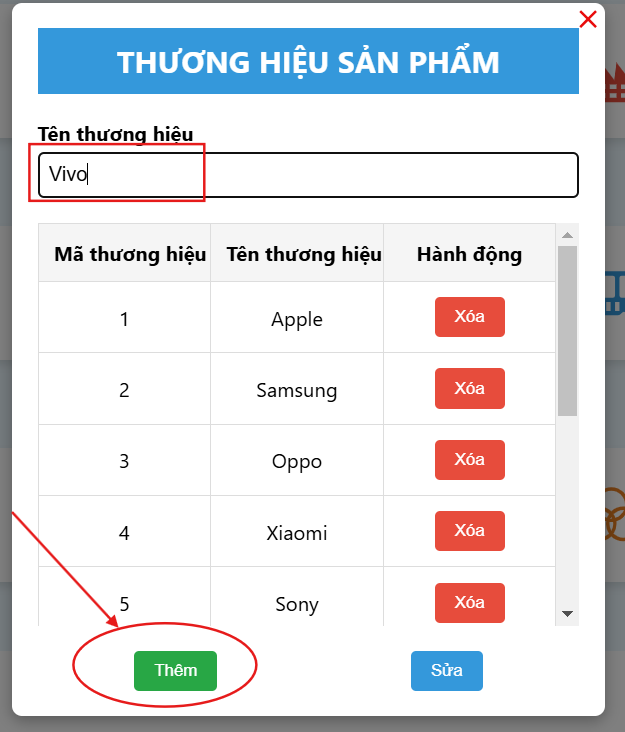 THƯƠNG HIỆU SẢN PHẨM
Tên thương hiệu
Vivo
Mã thương hiệu Tên thương hiệu Hành động
1 Apple Xóa
2 Samsung Xóa
3 Oppo Xóa
4 Xiaomi Xóa
5 Sony Xóa
Thêm Sửa